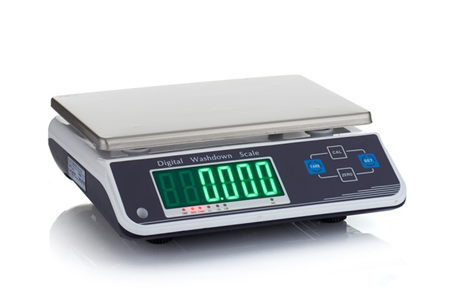 Digital Washdown Scale
0.000
CAL
TARE
SET
ZERO